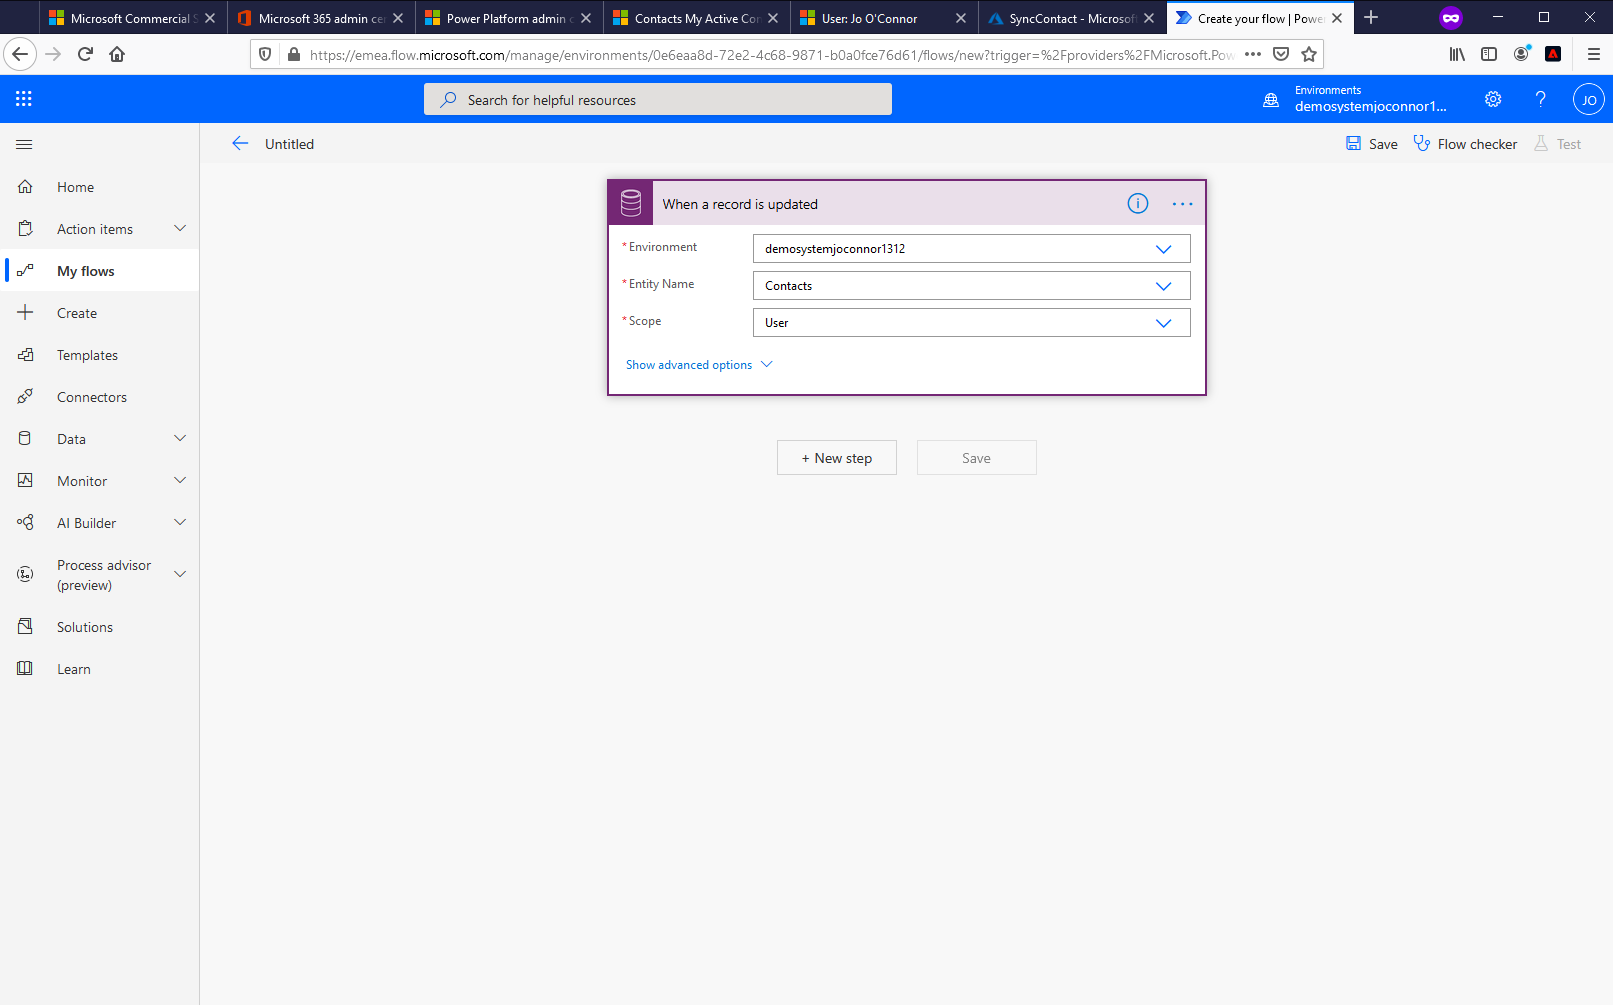 Microsoft Commercial S
Microsoft 365 admin cen
Power Platform admin c
Contacts My Active Con
User: Jo O'Connor
SyncContact - Microsoft
Create your flow | Power
https://emea.flow.microsoft.com/manage/environments/0e6eaa8d-72e2-4c68-9871-b0a0fce76d61/flows/new?trigger=%2Fproviders%2FMicrosoft.Pow
Search for helpful resources
Environments
demosystemjoconnor1...
?
JO
Untitled
Save
Flow checker
Test
Home
Action items
My flows
Create
Templates
Connectors
Data
Monitor
AI Builder
Process advisor
(preview)
Solutions
Learn
When a record is updated
* Environment
demosystemjoconnor1312
* Entity Name
Contacts
* Scope
User
Show advanced options
+ New step
Save